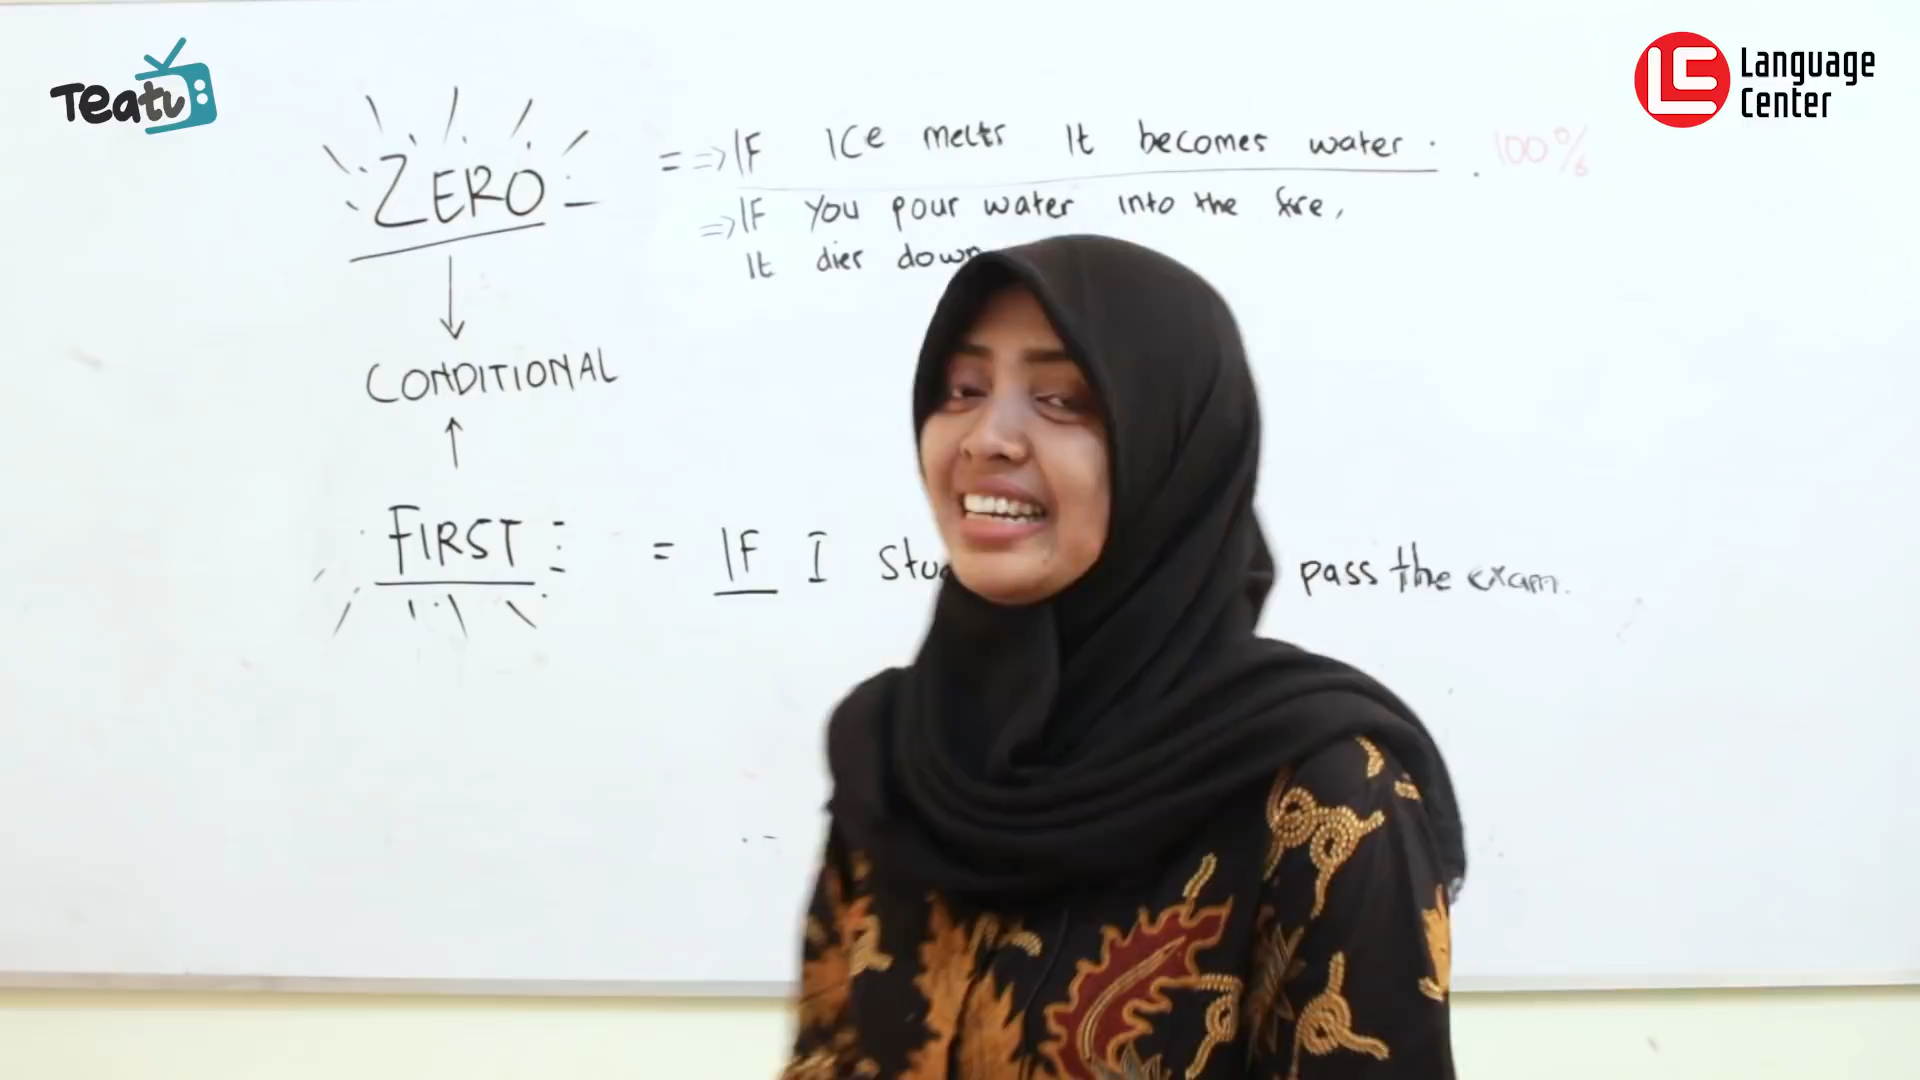 Teatv
Language
Center
ZERO
= => IF ICe melts It becomes water .
100%
=> IF You pour water into the fire,
It dier down
CONDITIONAL
FIRST
= IF I
pass the exam.